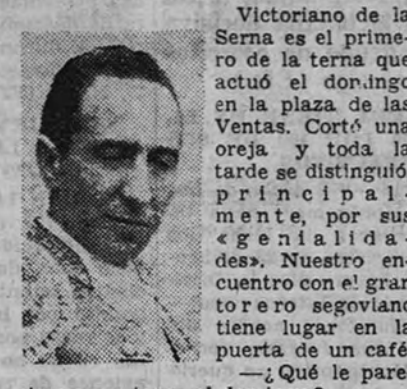 Victoriano de la
Serna es el prime-
ro de la terna que
actuó el domingo
en la plaza de las
Ventas. Cortó una
oreja y toda la
tarde se distinguió
principal-
mente, por sus
«genialida-
des». Nuestro en-
cuentro con el gran
torero segoviano
tiene lugar en la
puerta de un café
—¿Qué le pare-